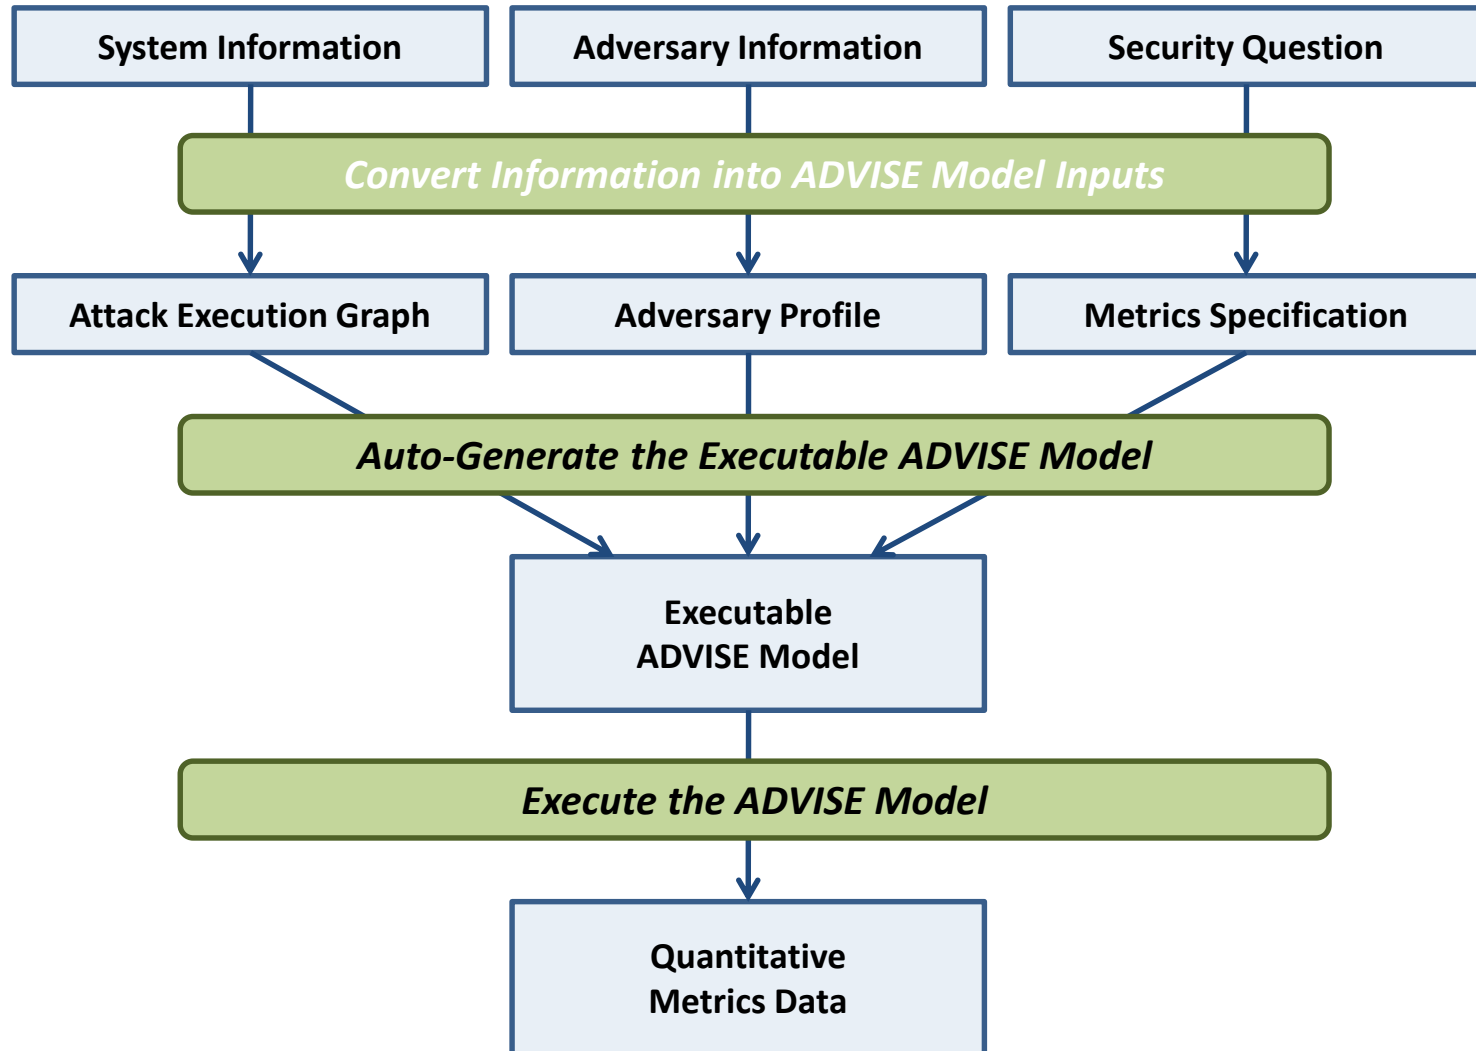 System Information
Adversary Information
Security Question
Convert Information into ADVISE Model Inputs
Attack Execution Graph
Adversary Profile
Metrics Specification
Auto-Generate the Executable ADVISE Model
Executable
ADVISE Model
Execute the ADVISE Model
Quantitative
Metrics Data